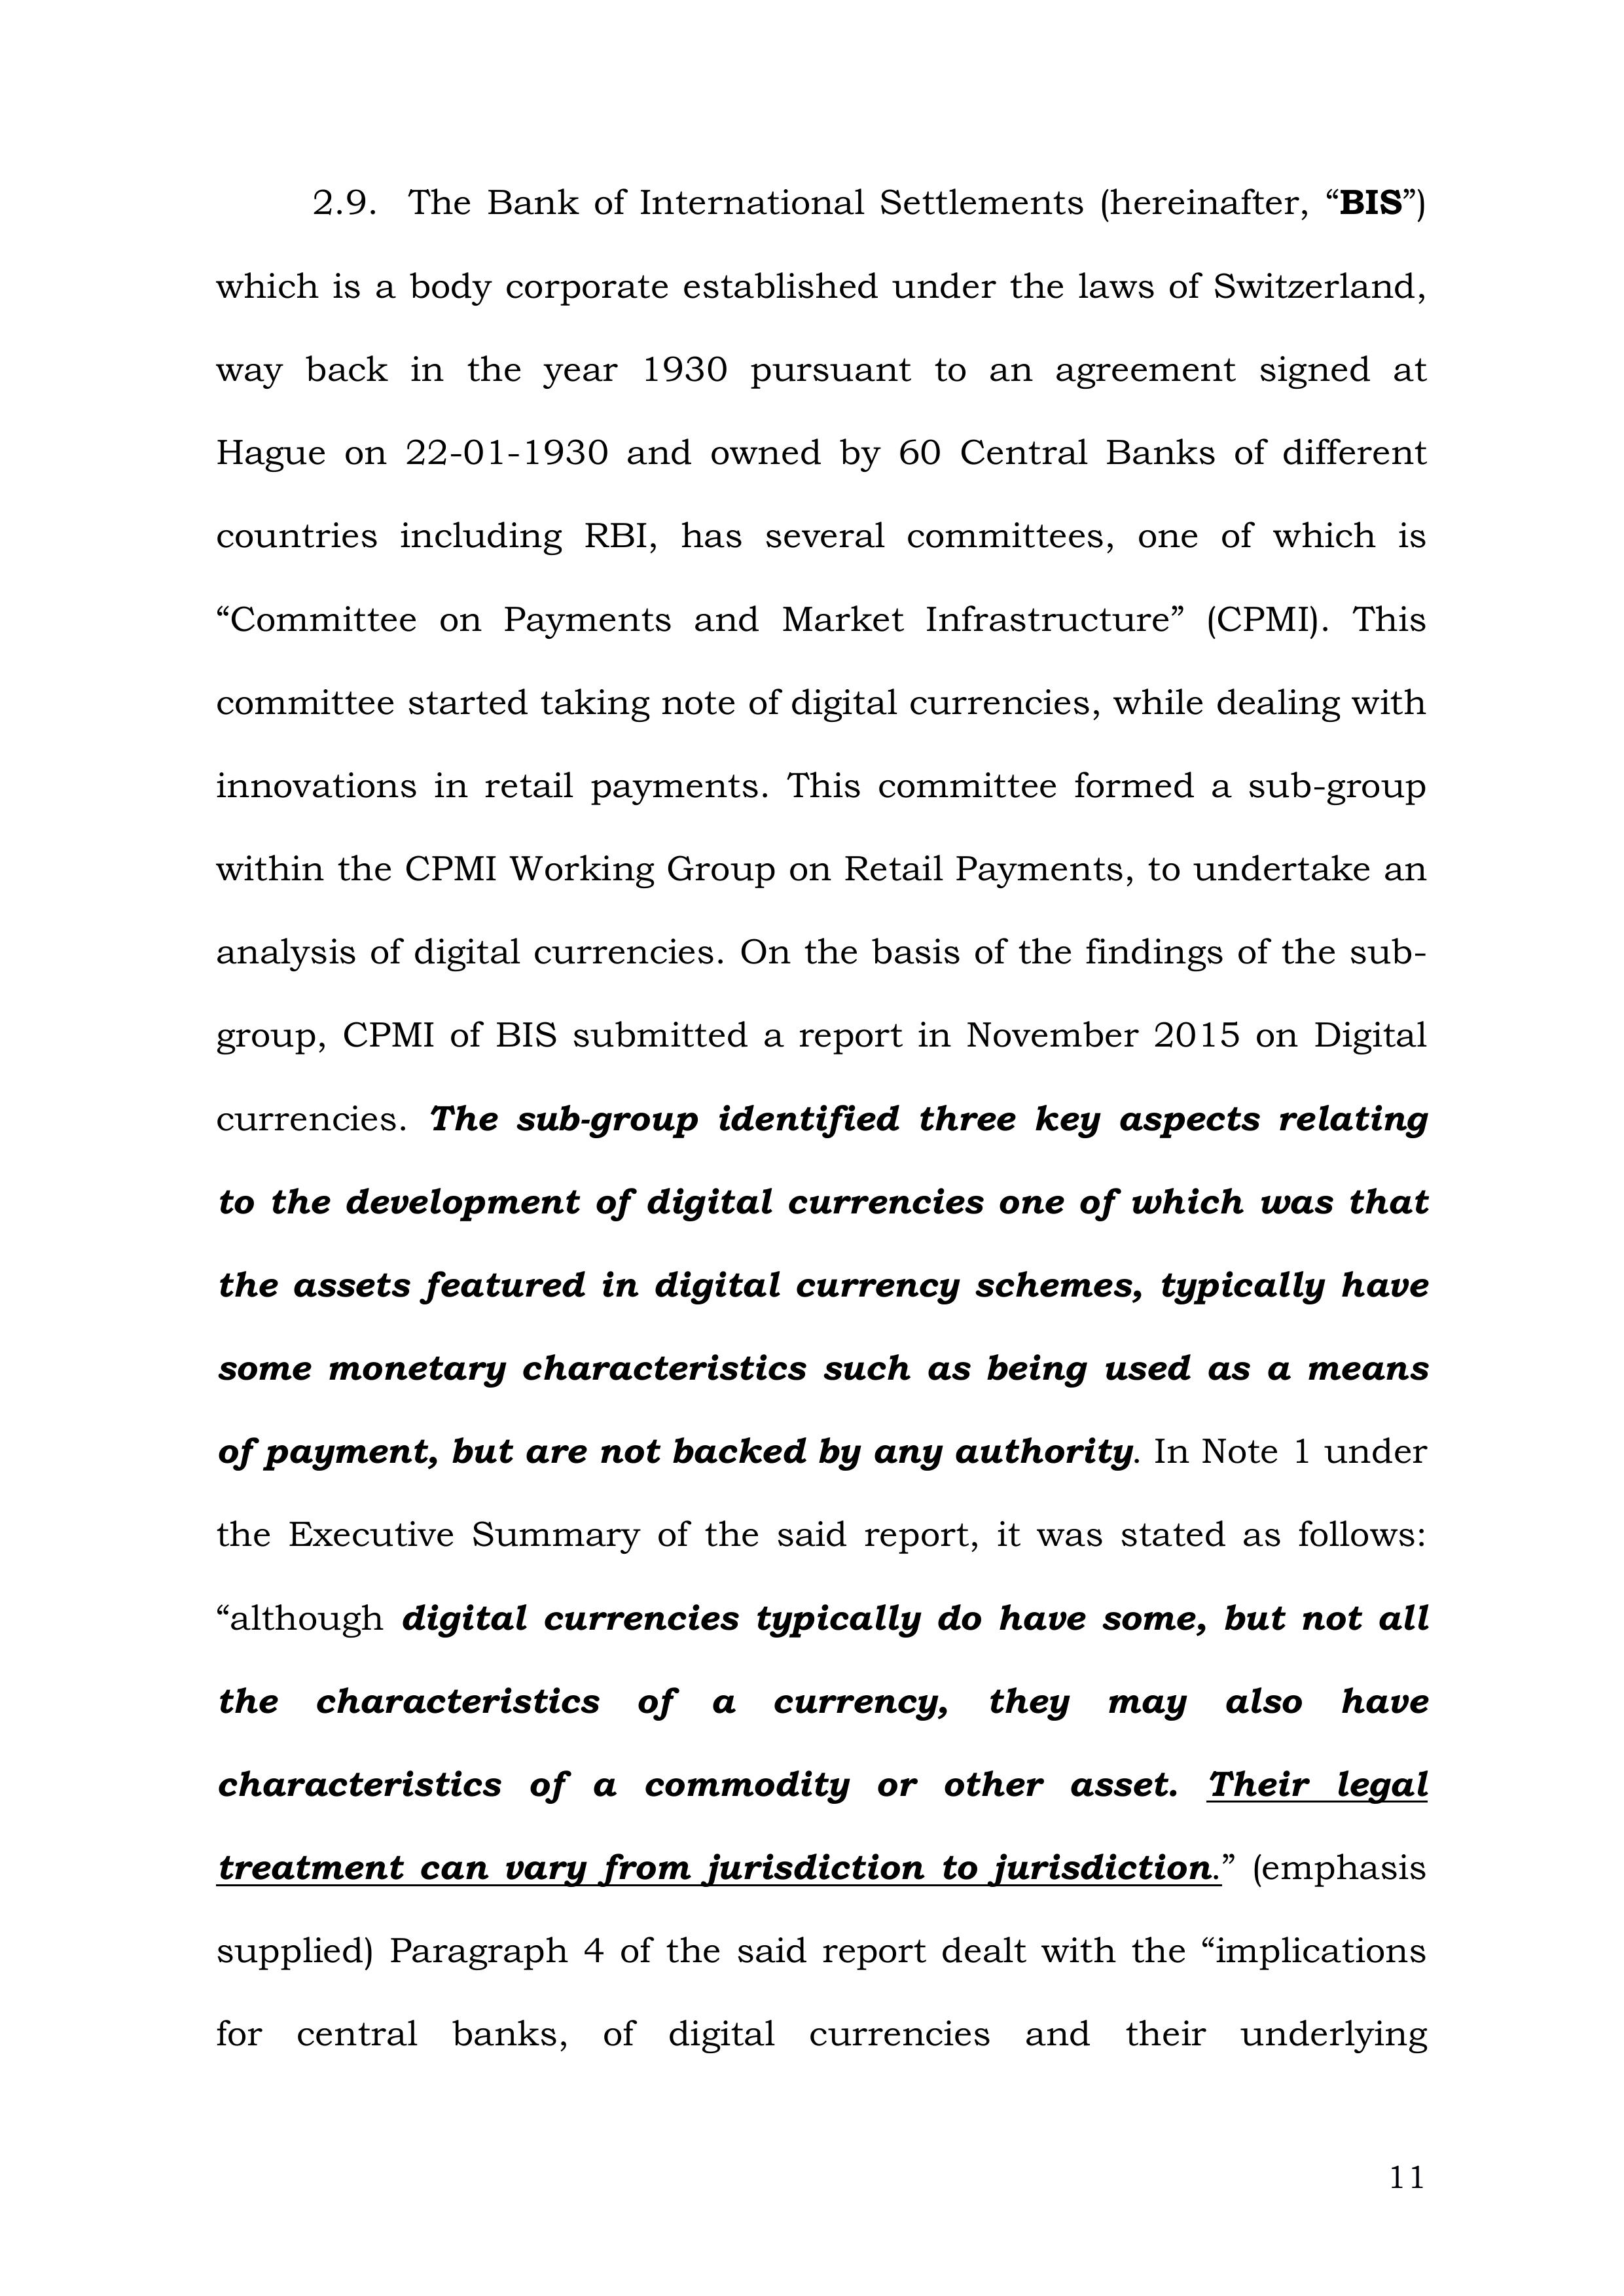 2.9. The Bank of International Settlements (hereinafter, “BIS”)
which is a body corporate established under the laws of Switzerland,
way back in the year 1930 pursuant to an agreement signed at
Hague on 22-01-1930 and owned by 60 Central Banks of different
countries including RBI, has several committees, one of which is
“Committee on Payments and Market Infrastructure” (CPMI). This
committee started taking note of digital currencies, while dealing with
innovations in retail payments. This committee formed a sub-group
within the CPMI Working Group on Retail Payments, to undertake an
analysis of digital currencies. On the basis of the findings of the sub-
group, CPMI of BIS submitted a report in November 2015 on Digital
currencies. The sub-group identified three key aspects relating
to the development of digital currencies one of which was that
the assets featured in digital currency schemes, typically have
some monetary characteristics such as being used as a means
of payment, but are not backed by any authority. In Note 1 under
the Executive Summary of the said report, it was stated as follows:
“although digital currencies typically do have some, but not all
the characteristics of a currency, they may also have
characteristics of a commodity or other asset. Their legal
treatment can vary from jurisdiction to jurisdiction.” (emphasis
supplied) Paragraph 4 of the said report dealt with the “implications
for central banks, of digital currencies and their underlying
11